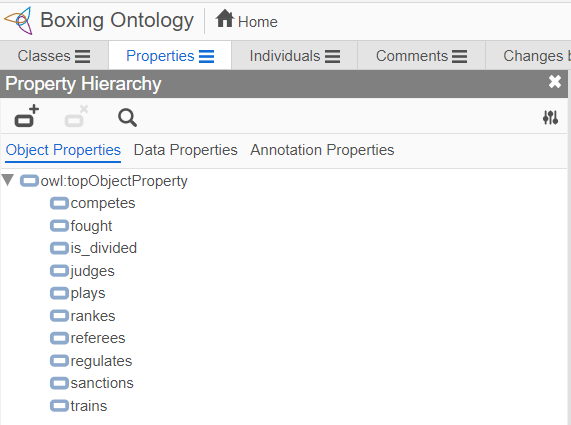 Boxing Ontology Home
Classes Properties Individuals Comments Changes b
Property Hierarchy
Object Properties Data Properties Annotation Properties
owl:topObjectProperty
competes
fought
is_divided
judges
plays
rankes
referees
regulates
sanctions
trains